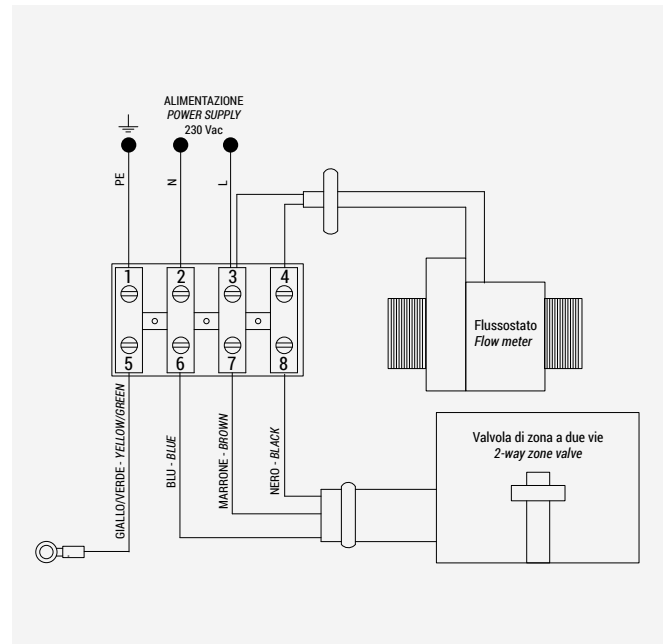 ALIMENTAZIONE
POWER SUPPLY
230 Vac
PE
N
L
1
2
3
4
5
6
7
8
Flussostato
Flow meter
GIALLO/VERDE - YELLOW/GREEN
BLU - BLUE
MARRONE - BROWN
NERO - BLACK
Valvola di zona a due vie
2-way zone valve